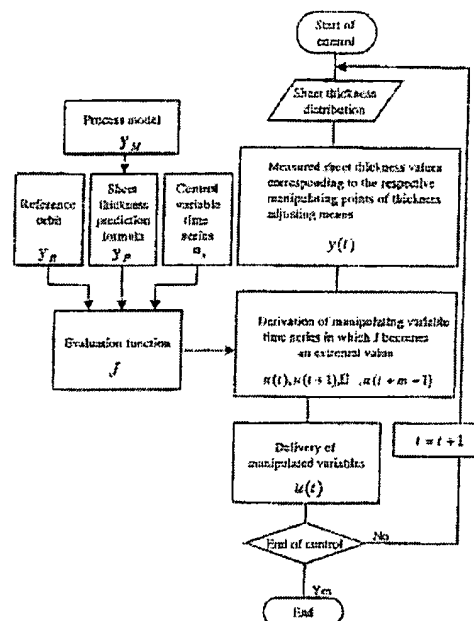 Start of
control
Sheet thickness
distribution
Process model
y_M
Measured sheet thickness values
corresponding to the respective
manipulating points of thickness
adjusting means
y(t)
Reference
orbit
y_R
Sheet
thickness
prediction
formula
y_P
Control
variable
time
series
Evaluation function
J
Derivation of manipulating variable
time series in which J becomes
an extremal value
u(t), u(t+1), , u(t+m-1)
Delivery of
manipulated variables
u(t)
t = t+1
End of control
No
Yes
End